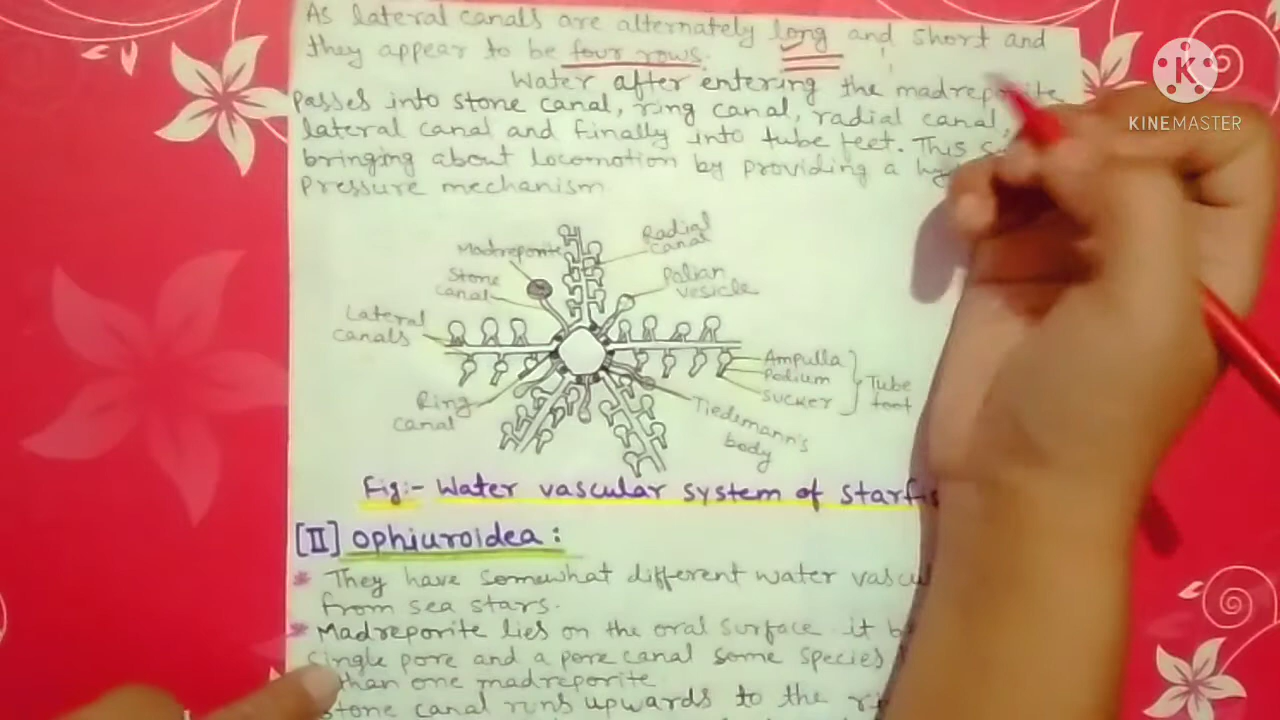 As lateral canals are alternately long and short and
they appear to be four rows.
Water after entering the madreporite
passes into stone canal, ring canal, radial canal,
lateral canal and finally into tube feet. This
bringing about locomotion by providing a
pressure mechanism
K
KINEMASTER
Madreporite
Radial canal
Stone canal
Polian vesicle
Lateral canals
Ampulla
Podium
Sucker
Tube foot
Ring canal
Tiedemann's body
Fig:- Water vascular system of
[II] Ophiuroidea:
* They have somewhat different water
from sea stars.
* Madreporite lies on the oral surface it
single pore and a pore canal some species
than one madreporite
stone canal runs upwards to the